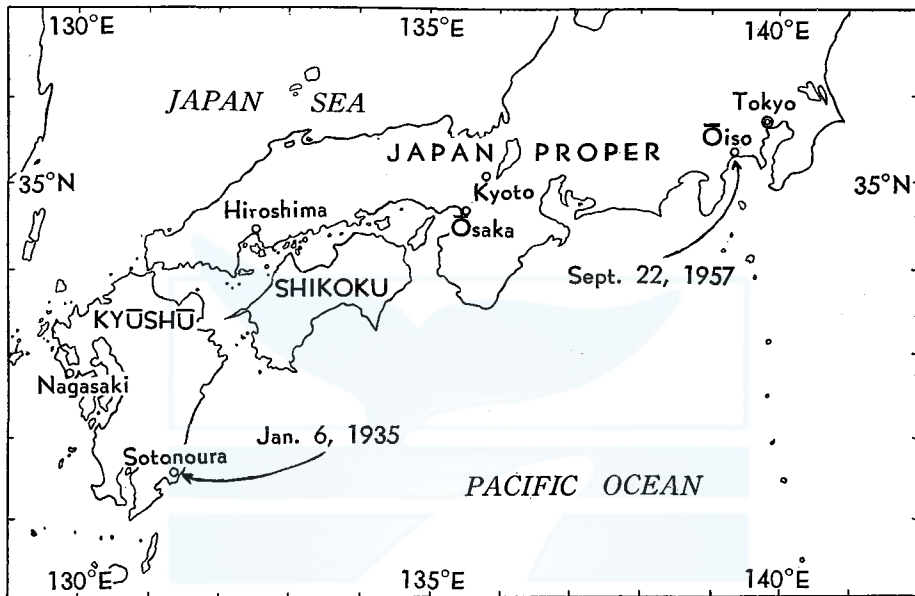 130°E 135°E 140°E
JAPAN SEA
Tokyo
Ōiso
JAPAN PROPER
35°N Kyoto 35°N
Hiroshima
Ōsaka
Sept. 22, 1957
SHIKOKU
KYŪSHŪ
Nagasaki
Jan. 6, 1935
Sotonoura
PACIFIC OCEAN
130°E 135°E 140°E